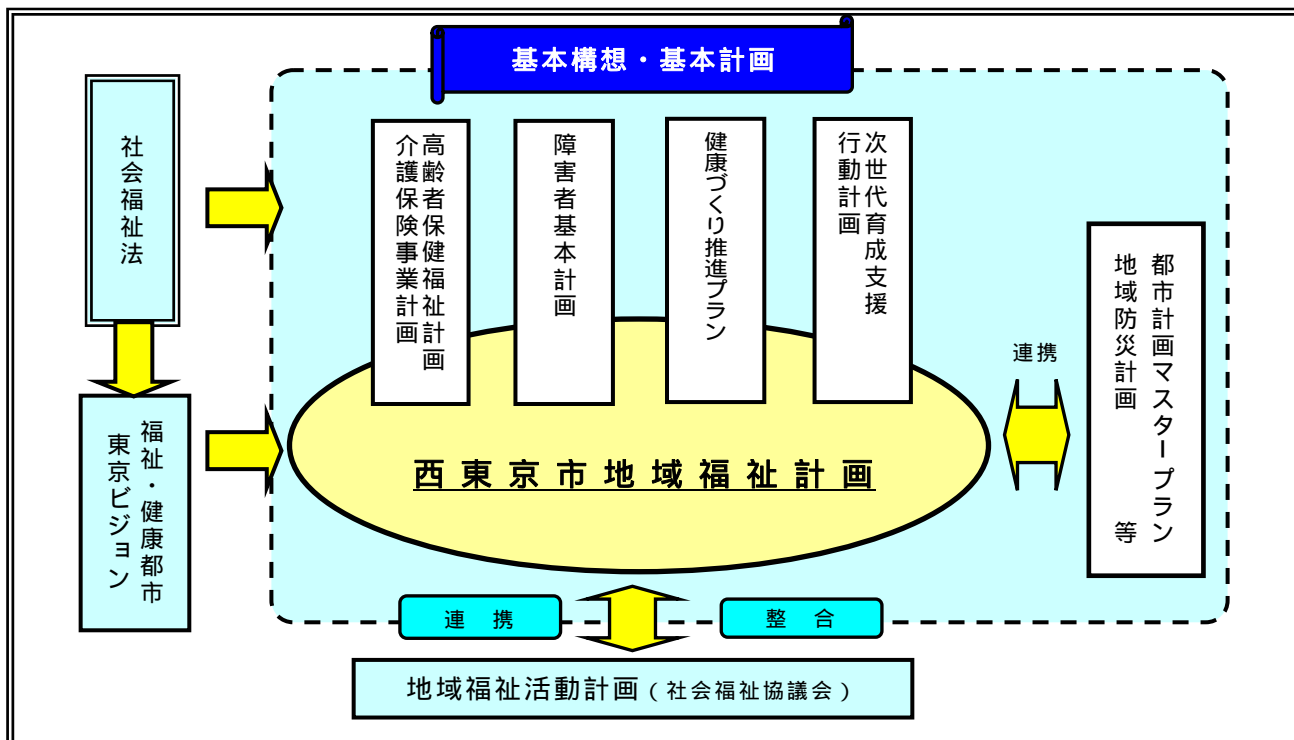 基本構想・基本計画
社会福祉法
福祉・健康都市
東京ビジョン
高齢者保健福祉計画
介護保険事業計画
障害者基本計画
健康づくり推進プラン
次世代育成支援
行動計画
西東京市地域福祉計画
連携
都市計画マスタープラン
地域防災計画　等
連　携
整　合
地域福祉活動計画（社会福祉協議会）